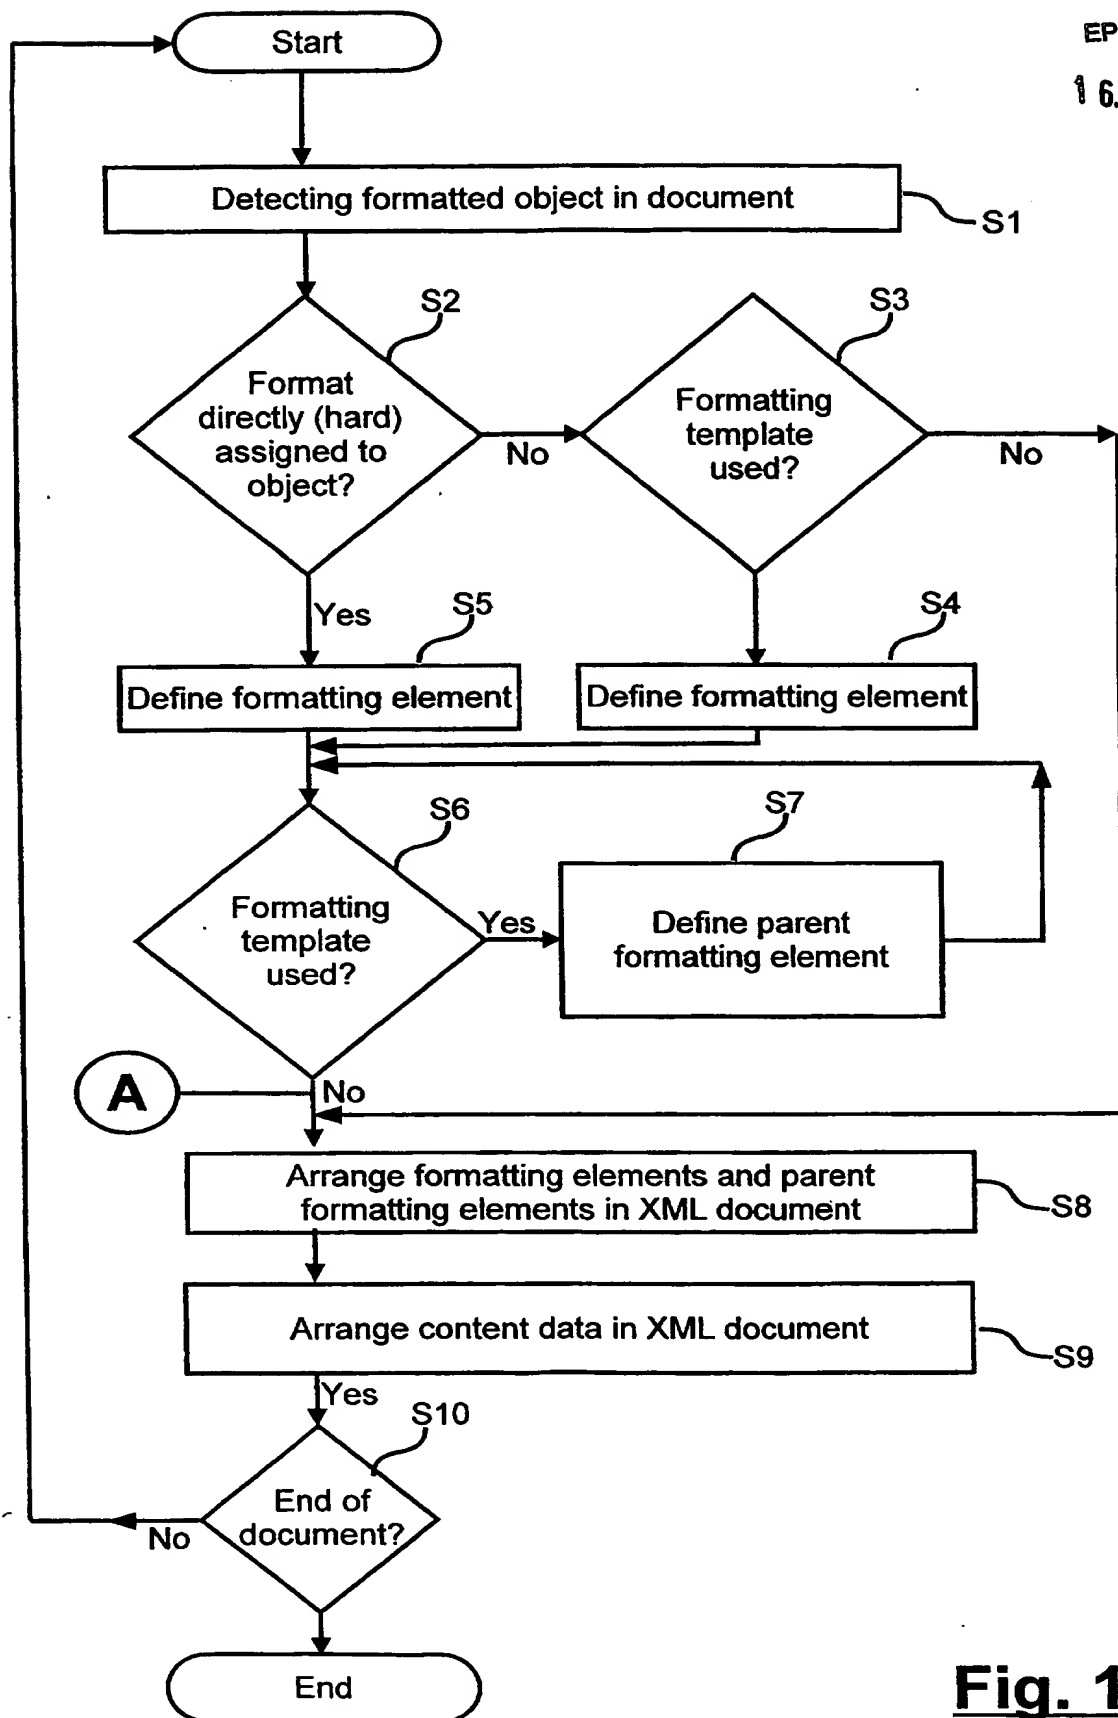 EP
16.
Start
Detecting formatted object in document
S1
S2
S3
Format
directly (hard)
assigned to
object?
No
Formatting
template
used?
No
Yes
S5
S4
Define formatting element
Define formatting element
S6
S7
Formatting
template
used?
Yes
Define parent
formatting element
A
No
Arrange formatting elements and parent
formatting elements in XML document
S8
Arrange content data in XML document
S9
Yes
S10
End of
document?
No
End
Fig. 1